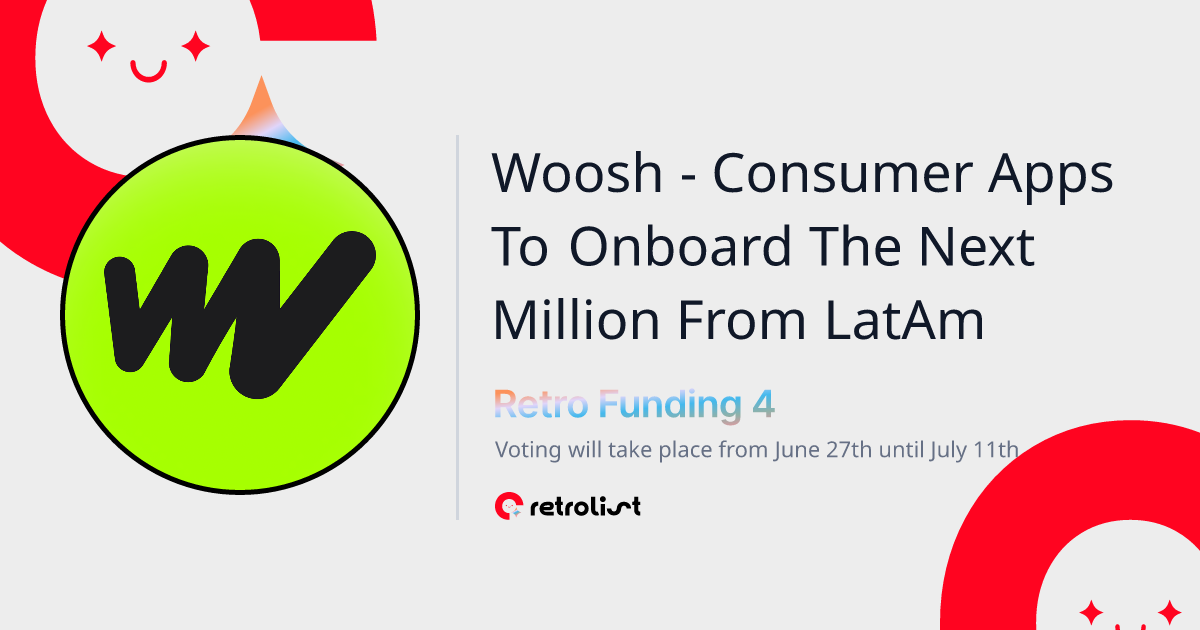 Woosh - Consumer Apps
To Onboard The Next
Million From LatAm
Retro Funding 4
Voting will take place from June 27th until July 11th
retrolist